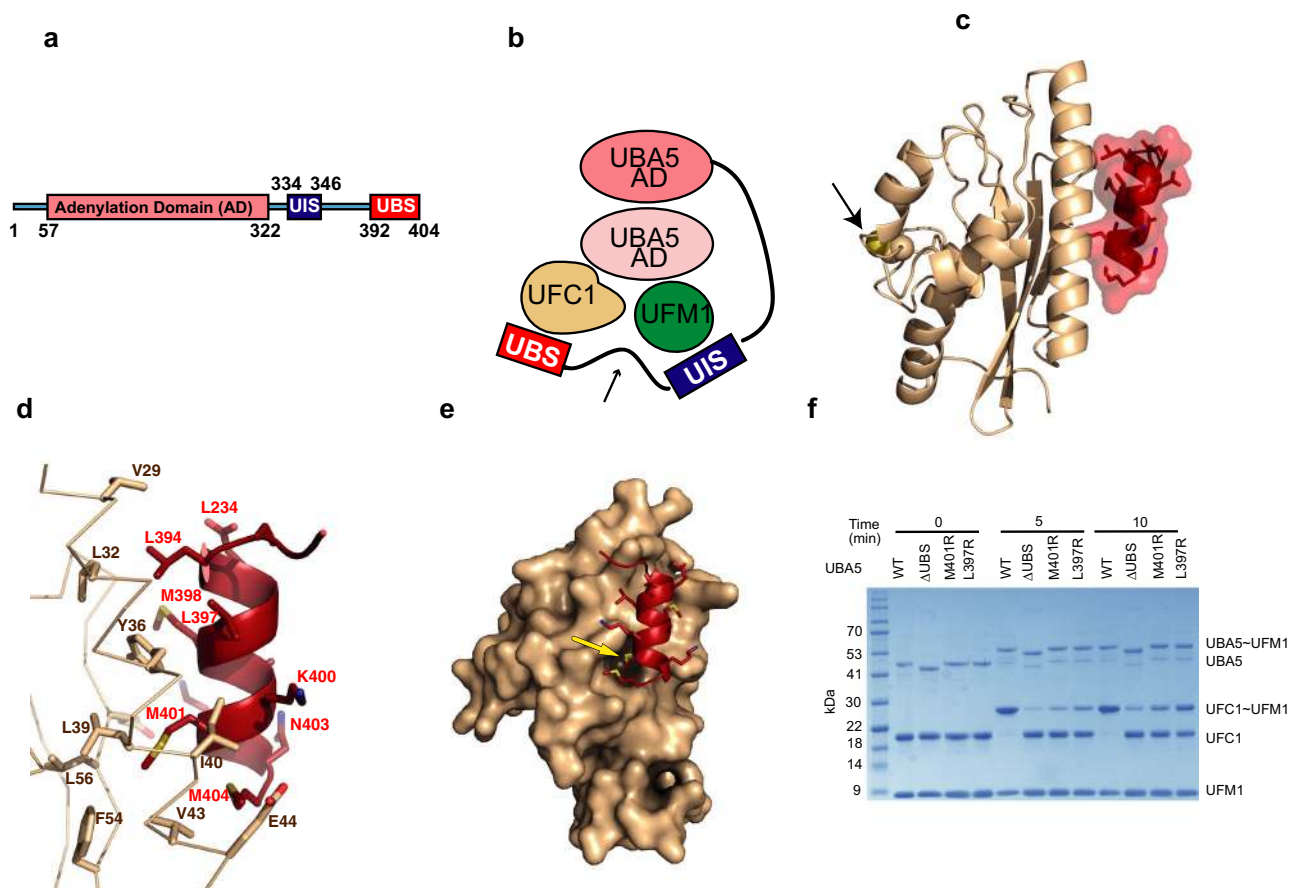 a
334 346
Adenylation Domain (AD) UIS UBS
1 57 322 392 404
b
UBA5
AD
UBA5
AD
UFC1
UFM1
UBS
UIS
c
d
V29
L234
L394
L32
M398
L397
Y36
K400
M401
N403
L39
I40
L56
M404
F54
V43
E44
e
f
Time
(min)
0 5 10
UBA5
WT ΔUBS M401R L397R WT ΔUBS M401R L397R WT ΔUBS M401R L397R
kDa
70
53
41
30
22
18
14
9
UBA5~UFM1
UBA5
UFC1~UFM1
UFC1
UFM1